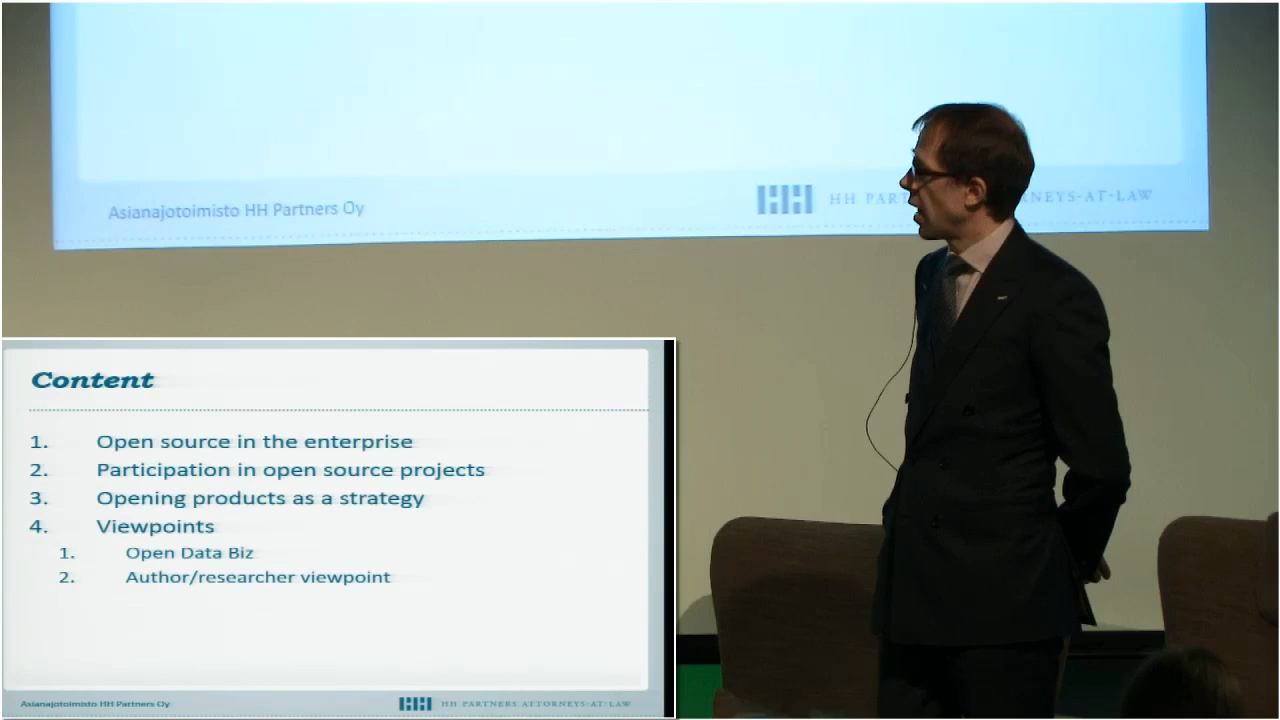 Asianajotoimisto HH Partners Oy
HH PART RNEYS-AT-LAW
Content
1. Open source in the enterprise
2. Participation in open source projects
3. Opening products as a strategy
4. Viewpoints
1. Open Data Biz
2. Author/researcher viewpoint
Asianajotoimisto HH Partners Oy
HH PARTNERS ATTORNEYS-AT-LAW